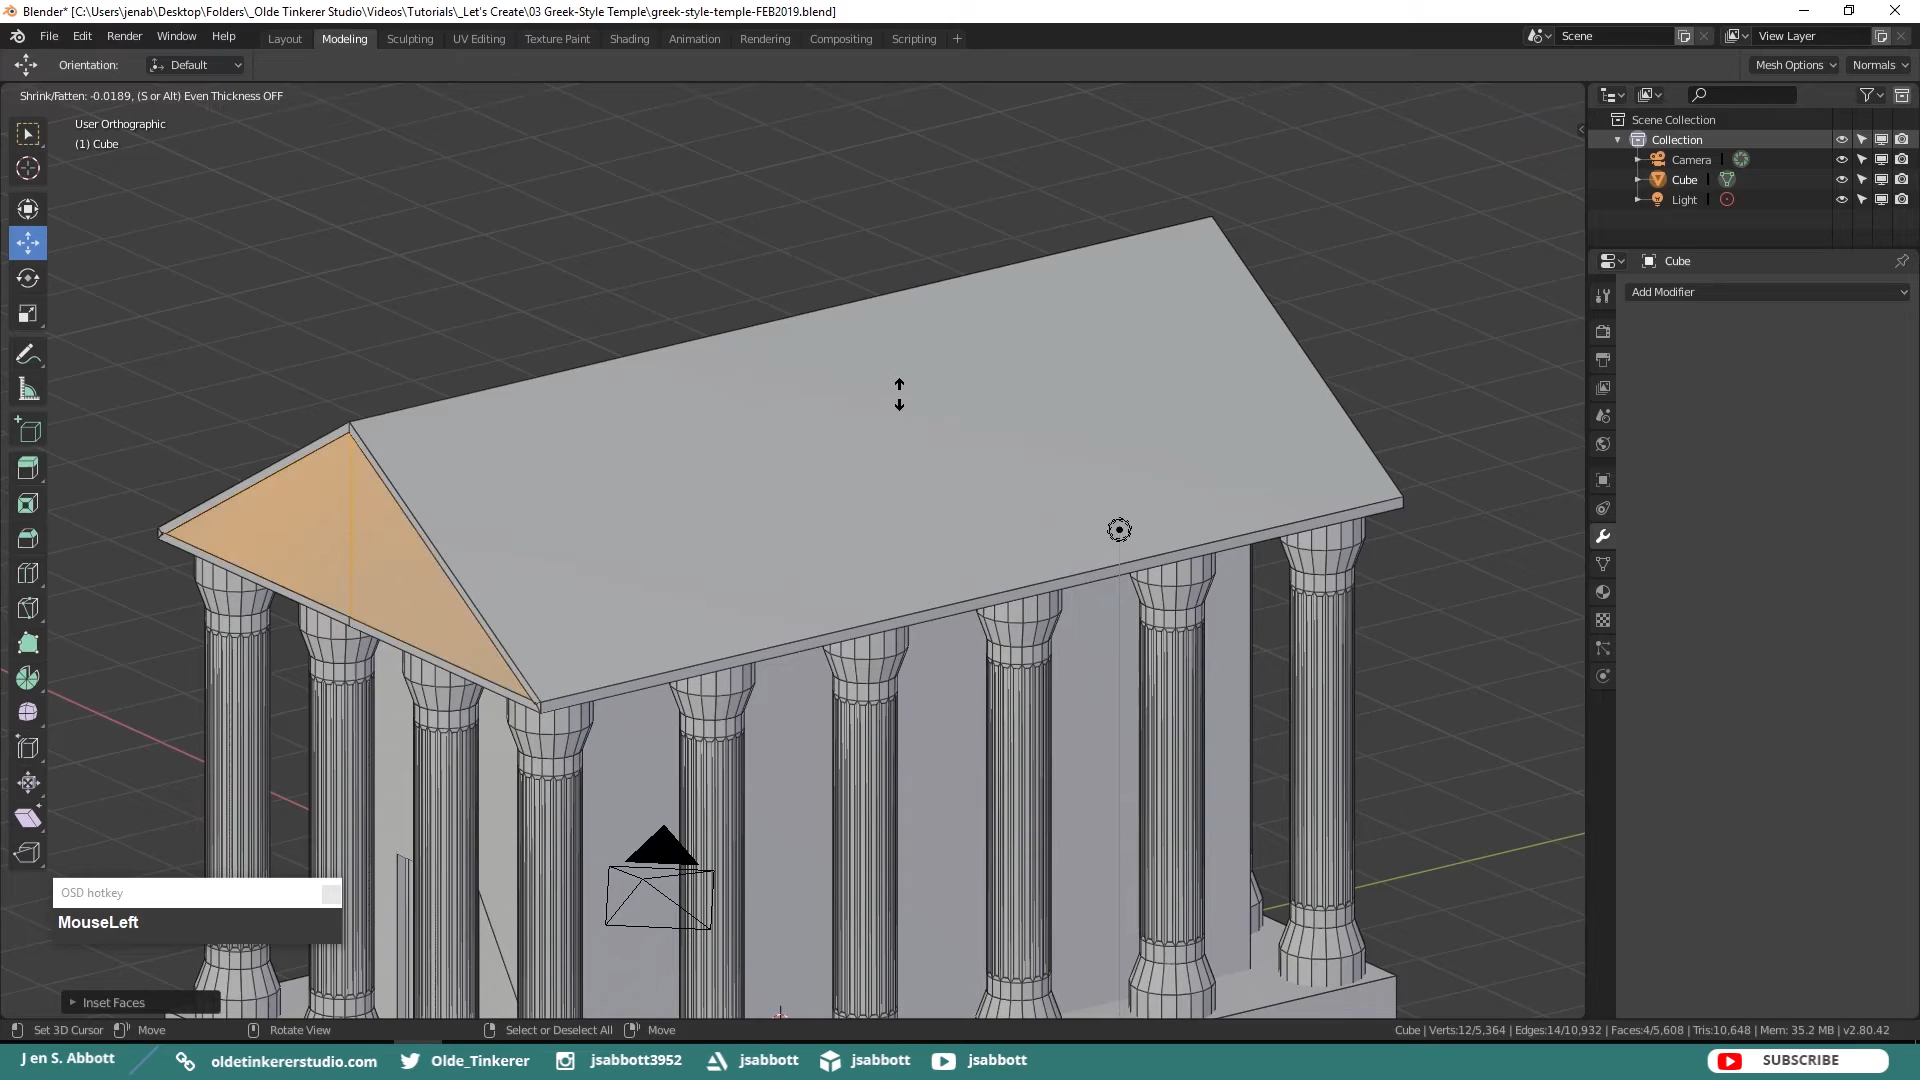 Blender* [C:\Users\jenab\Desktop\Folders\_Olde Tinkerer Studio\Videos\Tutorials\_Let's Create\03 Greek-Style Temple\greek-style-temple-FEB2019.blend]
File Edit Render Window Help
Layout Modeling Sculpting UV Editing Texture Paint Shading Animation Rendering Compositing Scripting +
Scene
View Layer
Orientation: Default
Mesh Options Normals
Shrink/Fatten: -0.0189, (S or Alt) Even Thickness OFF
User Orthographic
(1) Cube
Scene Collection
Collection
Camera
Cube
Light
Cube
Add Modifier
OSD hotkey
MouseLeft
Inset Faces
Set 3D Cursor Move Rotate View Select or Deselect All Move
Cube | Verts:12/5,364 | Edges:14/10,932 | Faces:4/5,608 | Tris:10,648 | Mem: 35.2 MB | v2.80.42
J en S. Abbott oldetinkererstudio.com Olde_Tinkerer jsabbott3952 jsabbott jsabbott jsabbott SUBSCRIBE